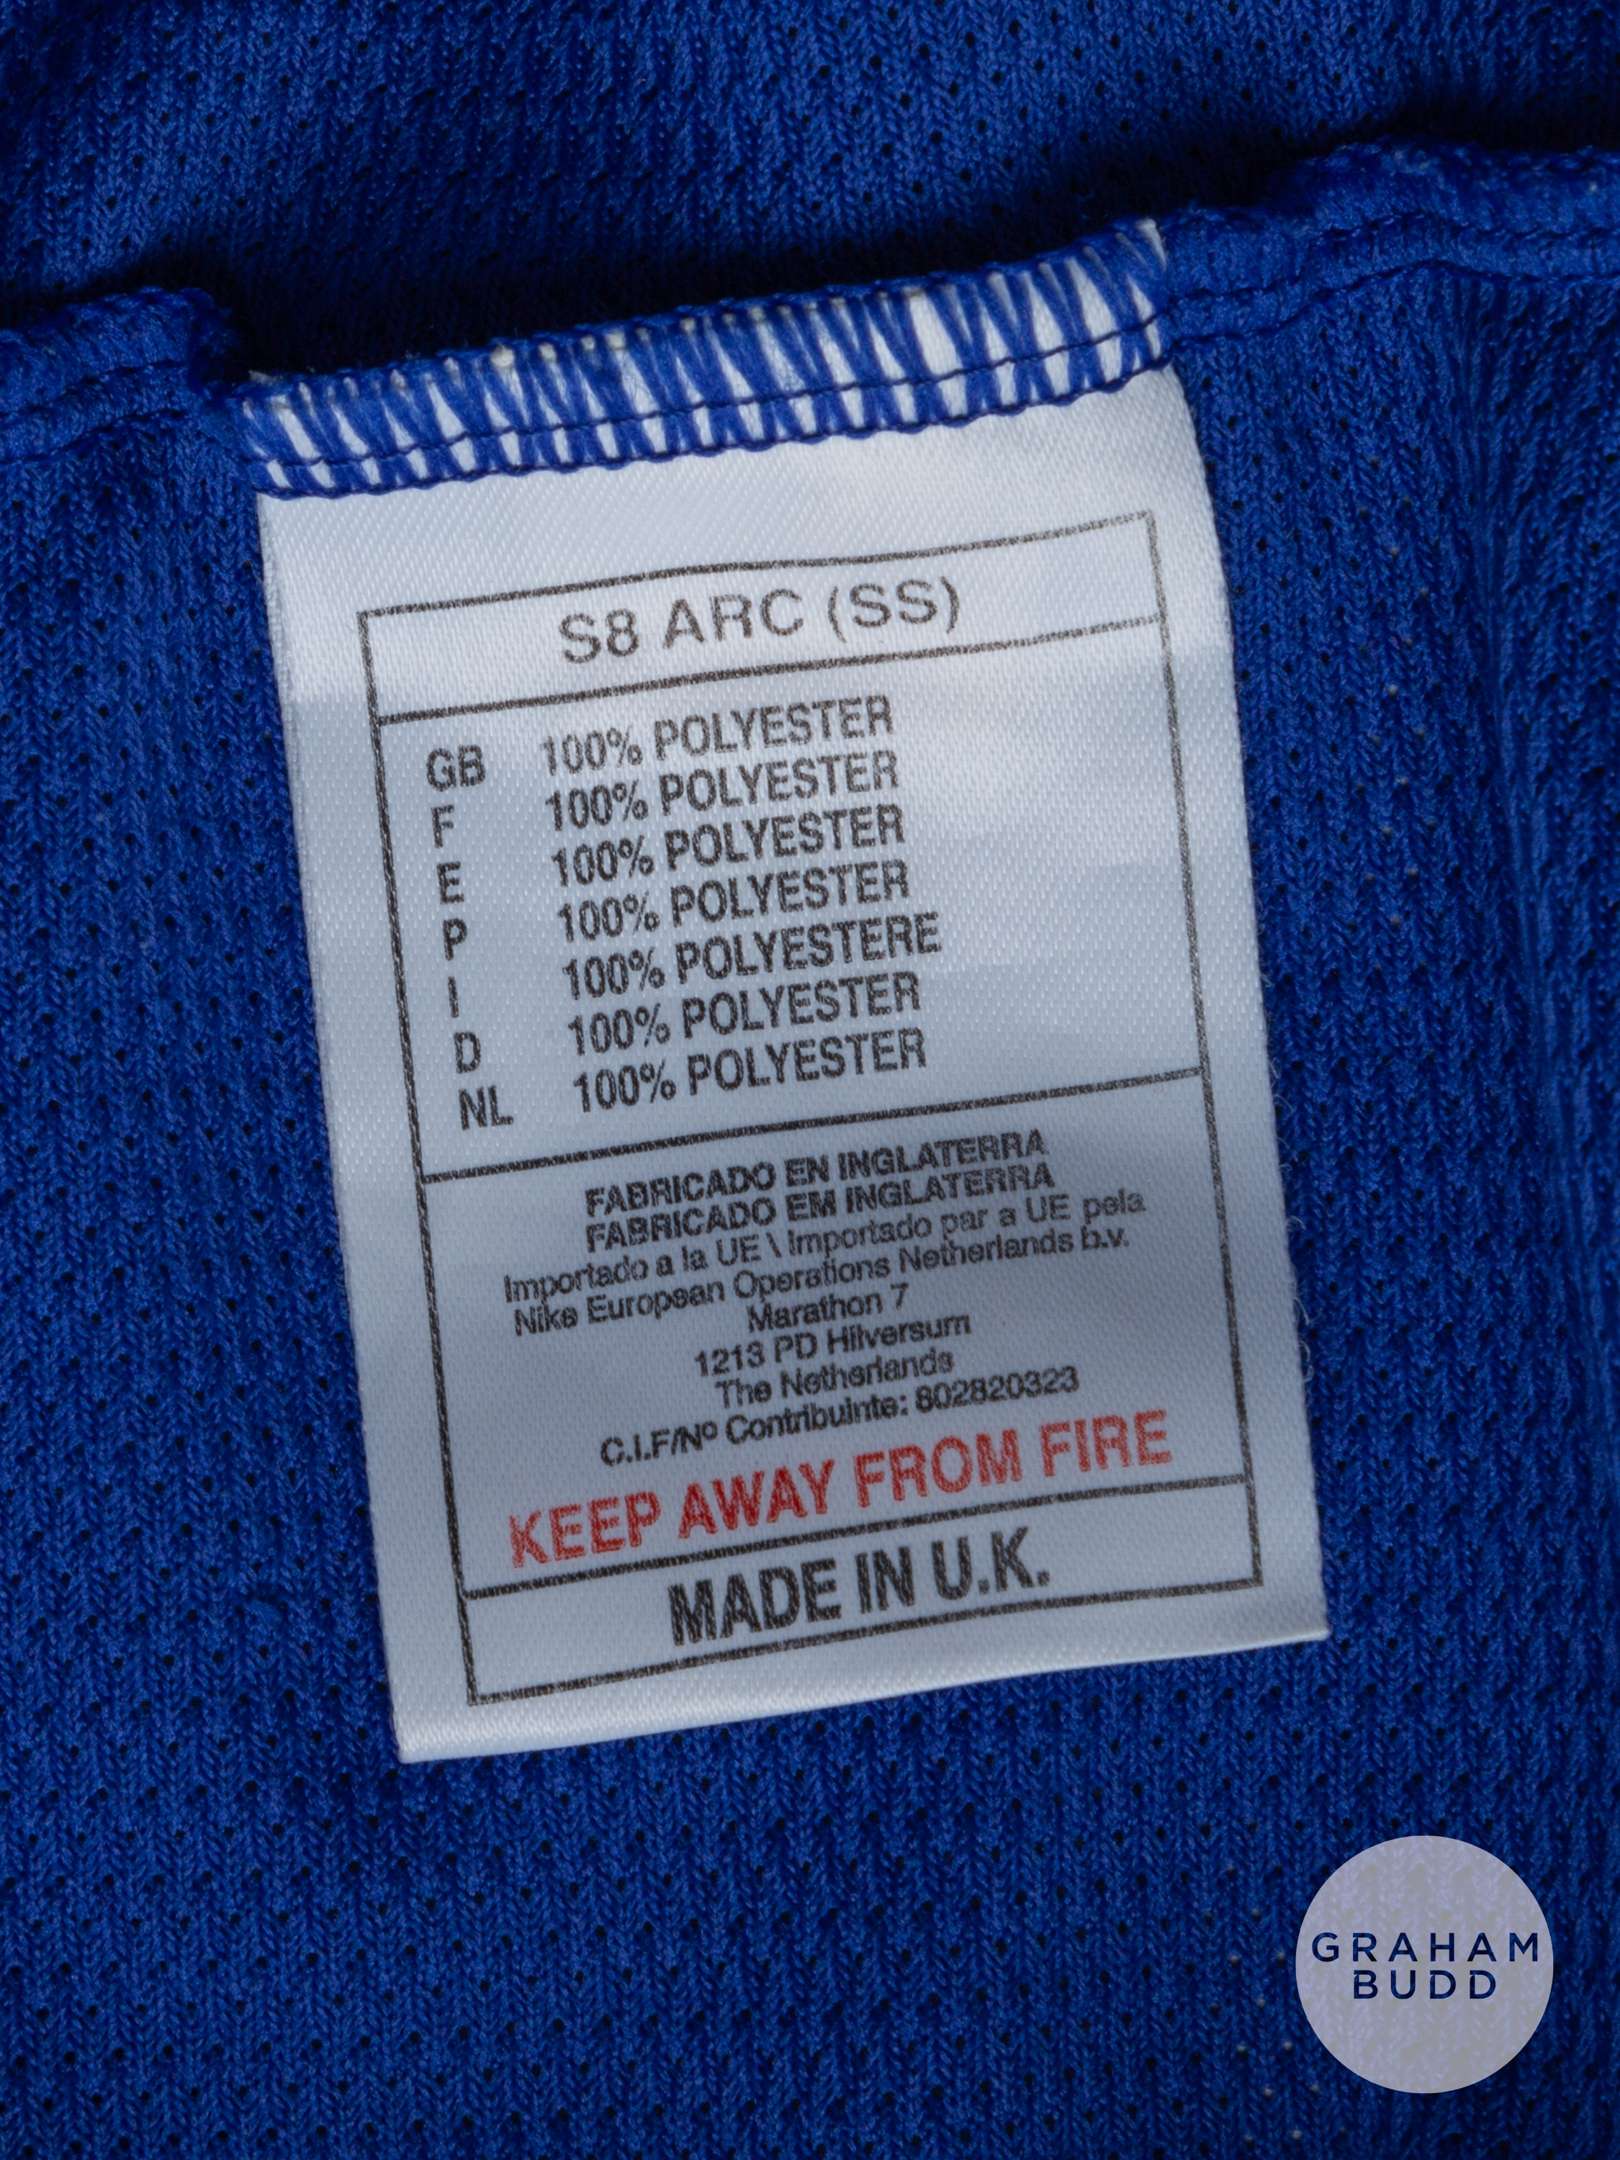 S8 ARC (SS)
GB 100% POLYESTER
F 100% POLYESTER
E 100% POLYESTER
P 100% POLYESTER
I 100% POLYESTERE
D 100% POLYESTER
NL 100% POLYESTER
FABRICADO EN INGLATERRA
FABRICADO EM INGLATERRA
Importado a la UE \ Importado par a UE pela
Nike European Operations Netherlands b.v.
Marathon 7
1213 PD Hilversum
The Netherlands
C.I.F/Nº Contribuinte: 802820323
KEEP AWAY FROM FIRE
MADE IN U.K.
GRAHAM
BUDD